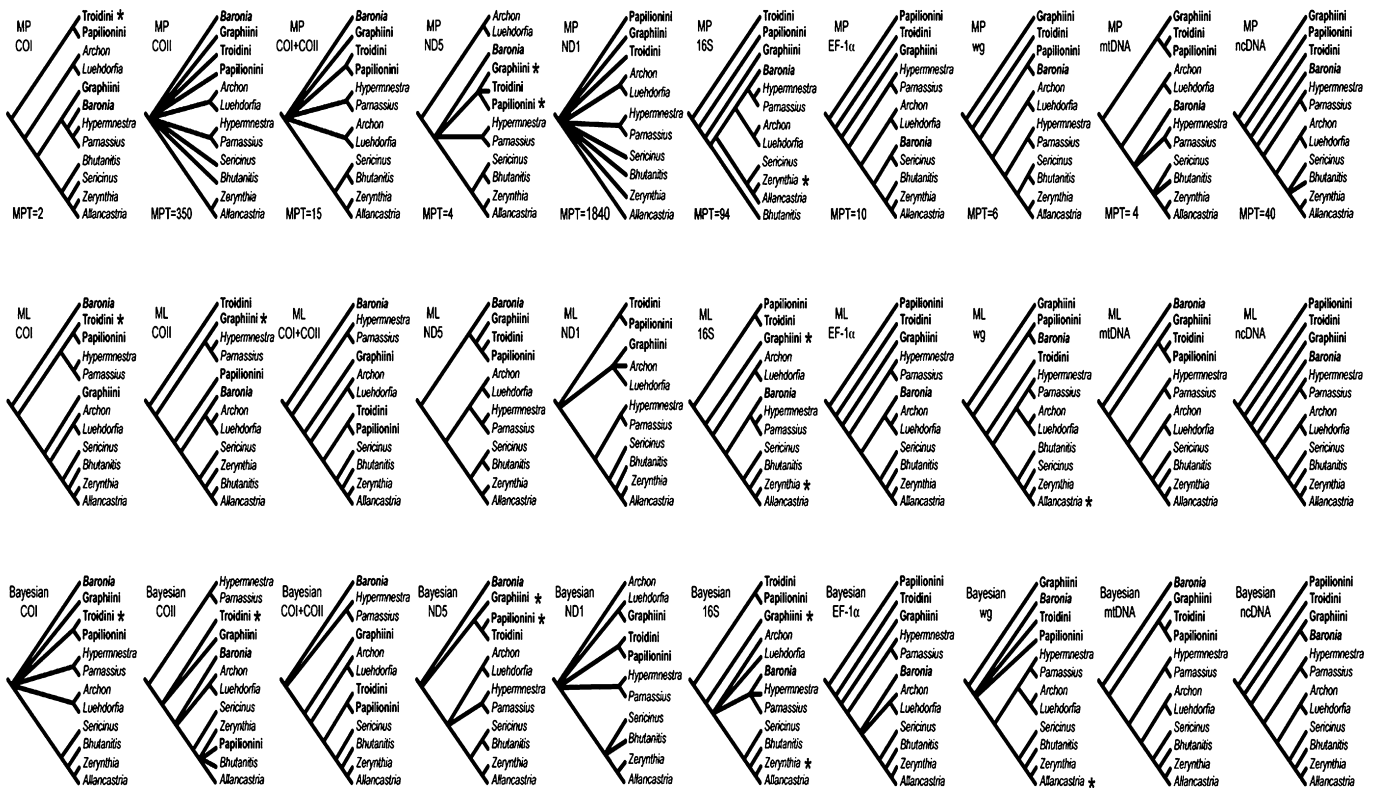 MP
COI
Troidini *
Papilionini
Archon
Luehdorfia
Graphiini
Baronia
Hypermnestra
Parnassius
Bhutanitis
Sericinus
Zerynthia
Allancastria
MPT=2
MP
COII
Baronia
Graphiini
Troidini
Papilionini
Archon
Luehdorfia
Hypermnestra
Parnassius
Sericinus
Bhutanitis
Zerynthia
Allancastria
MPT=350
MP
COI+COII
Baronia
Graphiini
Troidini
Papilionini
Hypermnestra
Parnassius
Archon
Luehdorfia
Sericinus
Bhutanitis
Zerynthia
Allancastria
MPT=15
MP
ND5
Archon
Luehdorfia
Baronia
Graphiini *
Troidini
Papilionini *
Hypermnestra
Parnassius
Sericinus
Bhutanitis
Zerynthia
Allancastria
MPT=4
MP
ND1
Papilionini
Graphiini
Troidini
Archon
Luehdorfia
Hypermnestra
Parnassius
Sericinus
Bhutanitis
Zerynthia
Allancastria
MPT=1840
MP
16S
Troidini
Papilionini
Graphiini
Baronia
Hypermnestra
Parnassius
Archon
Luehdorfia
Sericinus
Zerynthia *
Allancastria
Bhutanitis
MPT=94
MP
EF-1α
Papilionini
Troidini
Graphiini
Hypermnestra
Parnassius
Archon
Luehdorfia
Baronia
Sericinus
Bhutanitis
Zerynthia
Allancastria
MPT=10
MP
wg
Graphiini
Troidini
Papilionini
Baronia
Archon
Luehdorfia
Hypermnestra
Parnassius
Sericinus
Bhutanitis
Zerynthia
Allancastria
MPT=6
MP
mtDNA
Graphiini
Troidini
Papilionini
Archon
Luehdorfia
Baronia
Hypermnestra
Parnassius
Sericinus
Bhutanitis
Zerynthia
Allancastria
MPT= 4
MP
ncDNA
Graphiini
Papilionini
Troidini
Baronia
Hypermnestra
Parnassius
Archon
Luehdorfia
Sericinus
Bhutanitis
Zerynthia
Allancastria
MPT=40
ML
COI
Baronia
Troidini *
Papilionini
Hypermnestra
Parnassius
Graphiini
Archon
Luehdorfia
Sericinus
Bhutanitis
Zerynthia
Allancastria
ML
COII
Troidini
Graphiini *
Hypermnestra
Parnassius
Papilionini
Baronia
Archon
Luehdorfia
Sericinus
Zerynthia
Bhutanitis
Allancastria
ML
COI+COII
Baronia
Hypermnestra
Parnassius
Graphiini
Archon
Luehdorfia
Troidini
Papilionini
Sericinus
Bhutanitis
Zerynthia
Allancastria
ML
ND5
Baronia
Graphiini
Troidini
Papilionini
Archon
Luehdorfia
Hypermnestra
Parnassius
Sericinus
Bhutanitis
Zerynthia
Allancastria
ML
ND1
Troidini
Papilionini
Graphiini
Archon
Luehdorfia
Hypermnestra
Parnassius
Sericinus
Bhutanitis
Zerynthia
Allancastria
ML
16S
Papilionini
Troidini
Graphiini *
Archon
Luehdorfia
Baronia
Hypermnestra
Parnassius
Sericinus
Bhutanitis
Zerynthia *
Allancastria
ML
EF-1α
Papilionini
Troidini
Graphiini
Hypermnestra
Parnassius
Baronia
Archon
Luehdorfia
Sericinus
Bhutanitis
Zerynthia
Allancastria
ML
wg
Graphiini
Papilionini
Baronia
Troidini
Hypermnestra
Parnassius
Archon
Luehdorfia
Bhutanitis
Sericinus
Zerynthia
Allancastria *
ML
mtDNA
Baronia
Graphiini
Troidini
Papilionini
Hypermnestra
Parnassius
Archon
Luehdorfia
Sericinus
Bhutanitis
Zerynthia
Allancastria
ML
ncDNA
Papilionini
Troidini
Graphiini
Baronia
Hypermnestra
Parnassius
Archon
Luehdorfia
Sericinus
Bhutanitis
Zerynthia
Allancastria
Bayesian
COI
Baronia
Graphiini
Troidini *
Papilionini
Hypermnestra
Parnassius
Archon
Luehdorfia
Sericinus
Bhutanitis
Zerynthia
Allancastria
Bayesian
COII
Hypermnestra
Parnassius
Troidini *
Graphiini
Baronia
Archon
Luehdorfia
Sericinus
Zerynthia
Papilionini
Bhutanitis
Allancastria
Bayesian
COI+COII
Baronia
Hypermnestra
Parnassius
Graphiini
Archon
Luehdorfia
Troidini
Papilionini
Sericinus
Bhutanitis
Zerynthia
Allancastria
Bayesian
ND5
Baronia
Graphiini *
Papilionini *
Troidini
Archon
Luehdorfia
Hypermnestra
Parnassius
Sericinus
Bhutanitis
Zerynthia
Allancastria
Bayesian
ND1
Archon
Luehdorfia
Graphiini
Troidini
Papilionini
Hypermnestra
Parnassius
Sericinus
Bhutanitis
Zerynthia
Allancastria
Bayesian
16S
Troidini
Papilionini
Graphiini *
Archon
Luehdorfia
Baronia
Hypermnestra
Parnassius
Sericinus
Bhutanitis
Zerynthia *
Allancastria
Bayesian
EF-1α
Papilionini
Troidini
Graphiini
Hypermnestra
Parnassius
Baronia
Archon
Luehdorfia
Sericinus
Bhutanitis
Zerynthia
Allancastria
Bayesian
wg
Graphiini
Baronia
Troidini
Papilionini
Hypermnestra
Parnassius
Archon
Luehdorfia
Sericinus
Bhutanitis
Zerynthia
Allancastria *
Bayesian
mtDNA
Baronia
Graphiini
Troidini
Papilionini
Hypermnestra
Parnassius
Archon
Luehdorfia
Sericinus
Bhutanitis
Zerynthia
Allancastria
Bayesian
ncDNA
Papilionini
Troidini
Graphiini
Baronia
Hypermnestra
Parnassius
Archon
Luehdorfia
Sericinus
Bhutanitis
Zerynthia
Allancastria